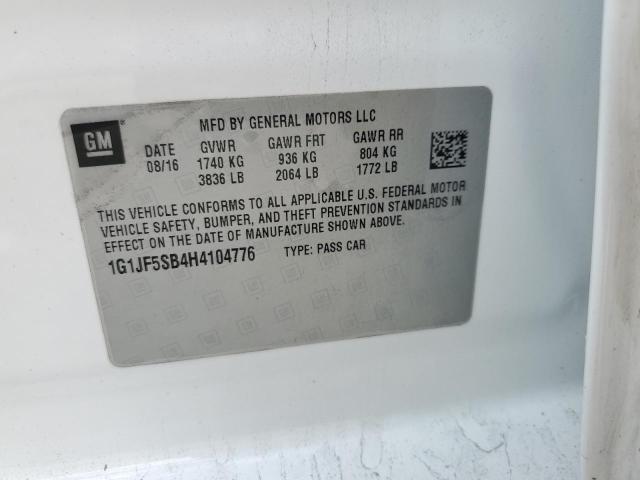 GM
MFD BY GENERAL MOTORS LLC
DATE GVWR GAWR FRT GAWR RR
08/16 1740 KG 936 KG 804 KG
3836 LB 2064 LB 1772 LB
THIS VEHICLE CONFORMS TO ALL APPLICABLE U.S. FEDERAL MOTOR
VEHICLE SAFETY, BUMPER, AND THEFT PREVENTION STANDARDS IN
EFFECT ON THE DATE OF MANUFACTURE SHOWN ABOVE.
1G1JF5SB4H4104776 TYPE: PASS CAR